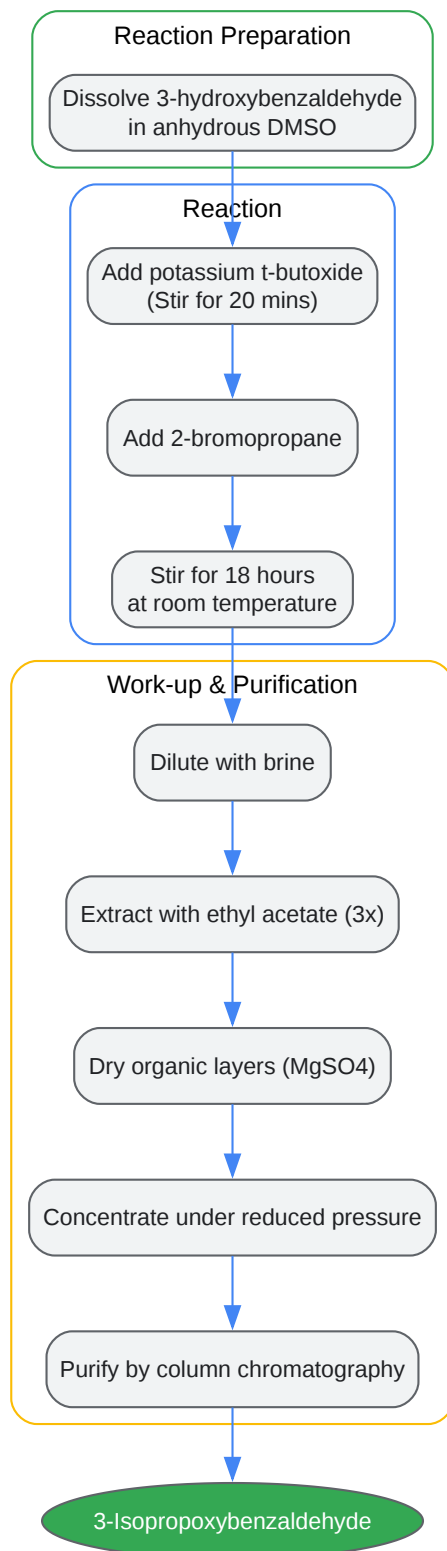 Reaction Preparation
Dissolve 3-hydroxybenzaldehyde
in anhydrous DMSO
Reaction
Add potassium t-butoxide
(Stir for 20 mins)
Add 2-bromopropane
Stir for 18 hours
at room temperature
Work-up & Purification
Dilute with brine
Extract with ethyl acetate (3x)
Dry organic layers (MgSO4)
Concentrate under reduced pressure
Purify by column chromatography
3-Isopropoxybenzaldehyde